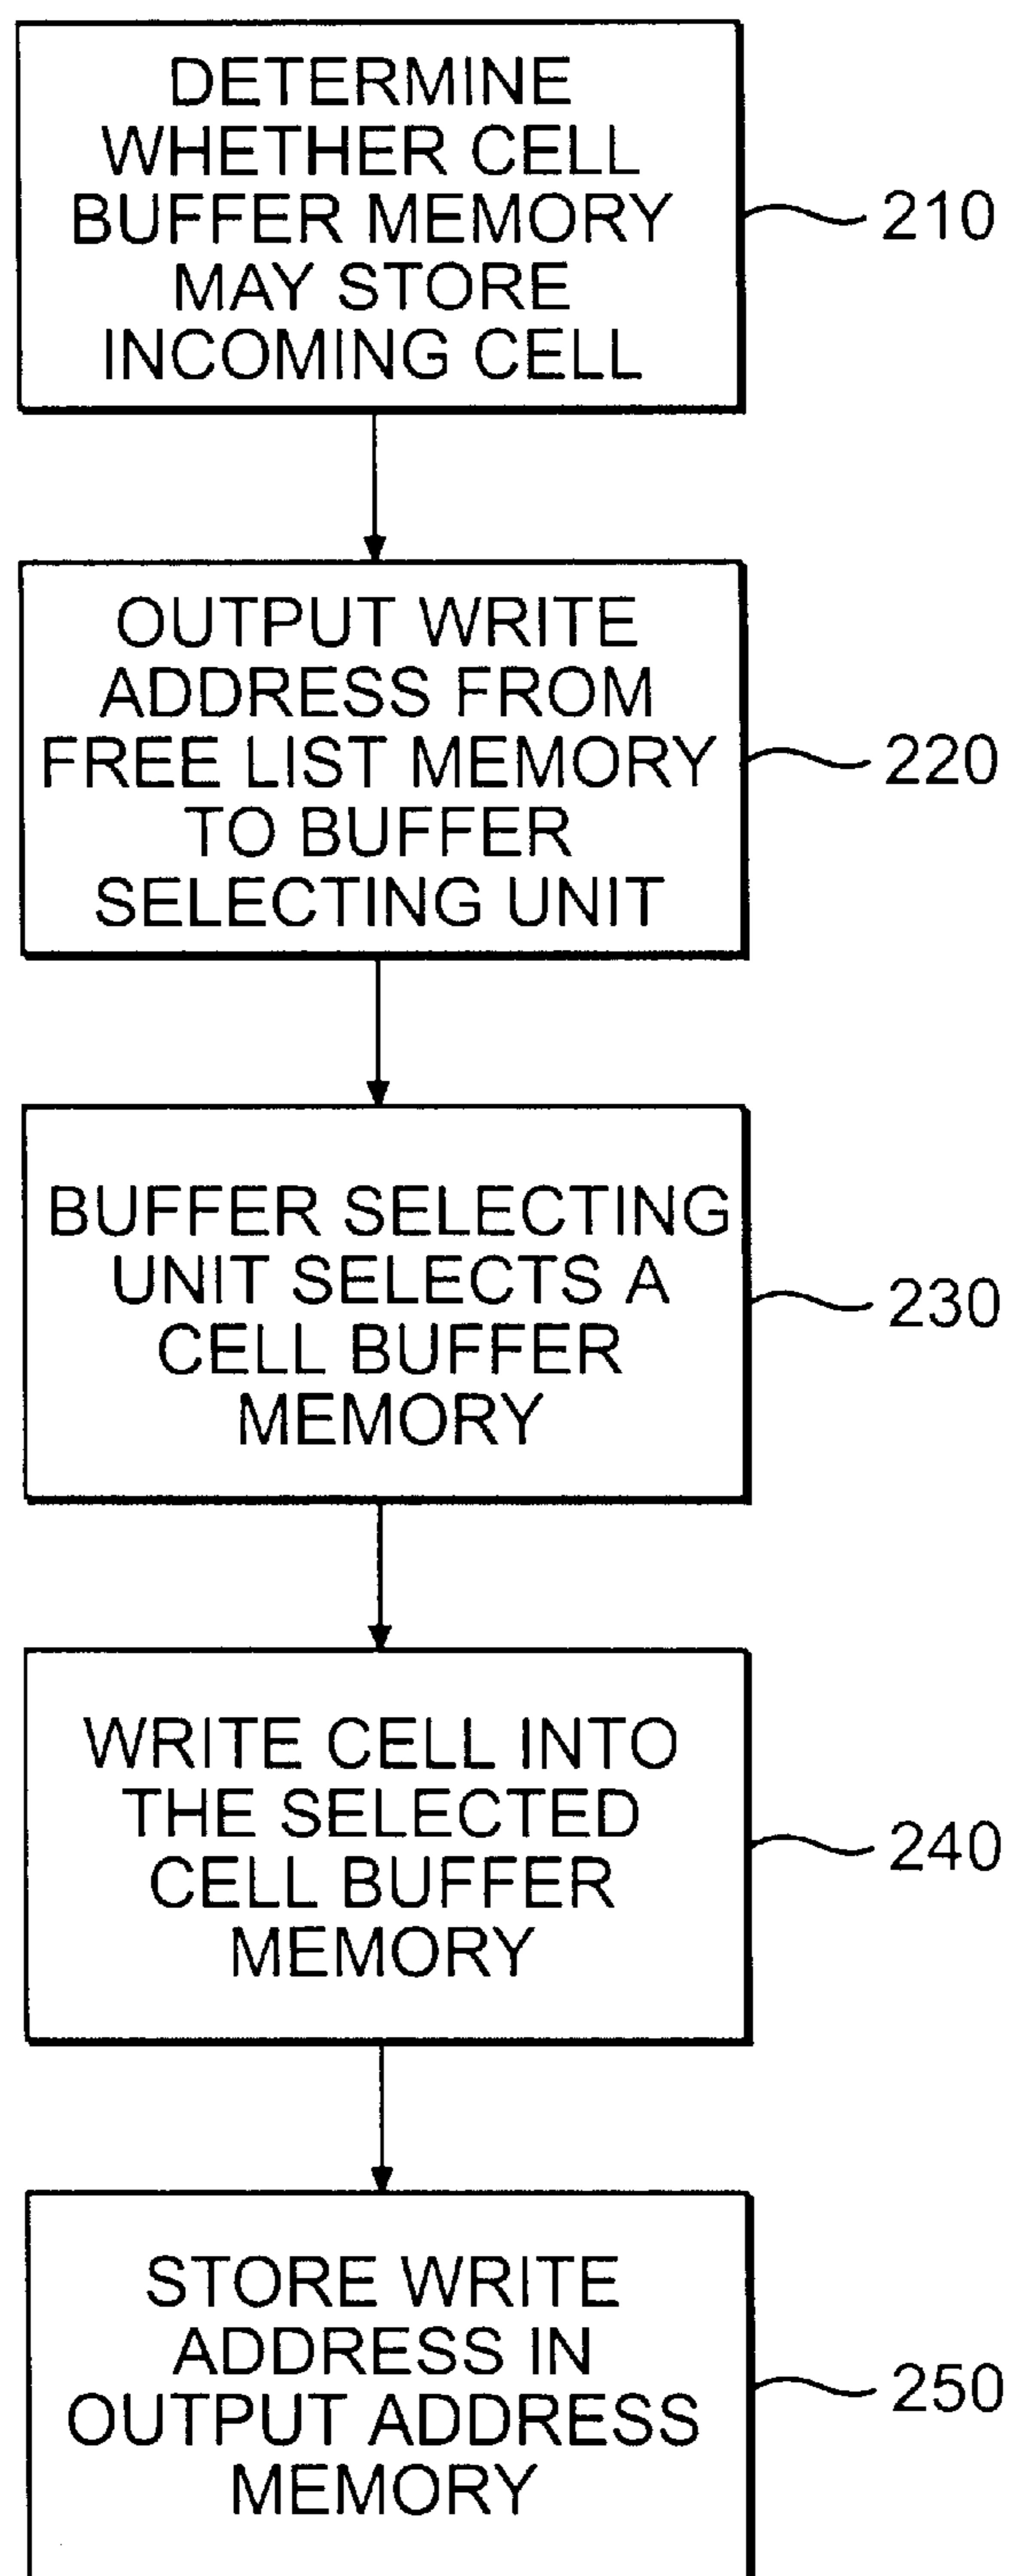 DETERMINE
WHETHER CELL
BUFFER MEMORY
MAY STORE
INCOMING CELL
210
OUTPUT WRITE
ADDRESS FROM
FREE LIST MEMORY
TO BUFFER
SELECTING UNIT
220
BUFFER SELECTING
UNIT SELECTS A
CELL BUFFER
MEMORY
230
WRITE CELL INTO
THE SELECTED
CELL BUFFER
MEMORY
240
STORE WRITE
ADDRESS IN
OUTPUT ADDRESS
MEMORY
250